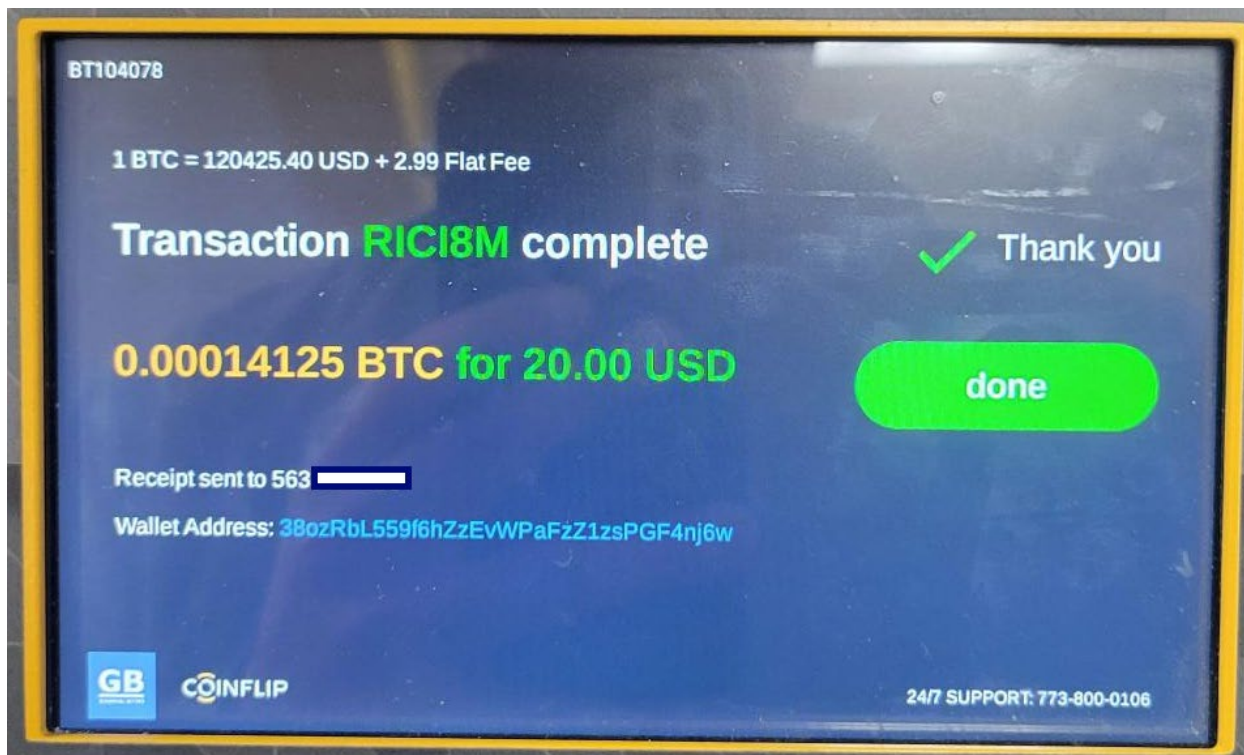 BT104078
1 BTC = 120425.40 USD + 2.99 Flat Fee
Transaction RICI8M complete
Thank you
0.00014125 BTC for 20.00 USD
done
Receipt sent to 563
Wallet Address: 38ozRbL559f6hZzEvWPaFzZ1zsPGF4nj6w
GB
COINFLIP
24/7 SUPPORT: 773-800-0106